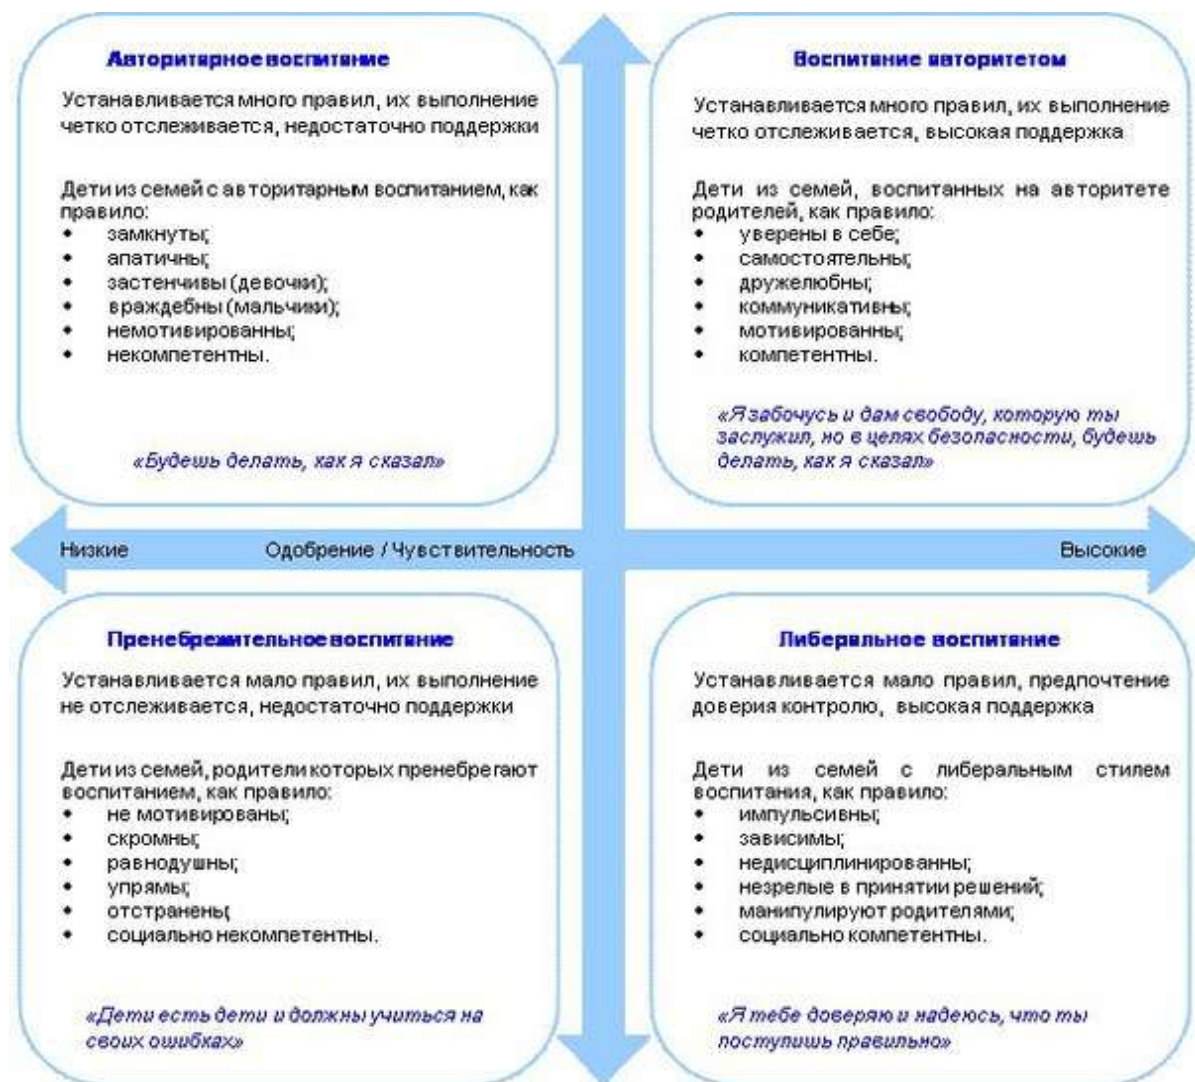 Авторитарное воспитание
Устанавливается много правил, их выполнение
четко отслеживается, недостаточно поддержки
Дети из семей с авторитарным воспитанием, как
правило:
• замкнуты;
• апатичны;
• застенчивы (девочки);
• враждебны (мальчики);
• немотивированны;
• некомпетентны.
«Будешь делать, как я сказал»
Воспитание авторитетом
Устанавливается много правил, их выполнение
четко отслеживается, высокая поддержка
Дети из семей, воспитанных на авторитете
родителей, как правило:
• уверены в себе;
• самостоятельны;
• дружелюбны;
• коммуникативны;
• мотивированны;
• компетентны.
«Я забочусь и дам свободу, которую ты
заслужил, но в целях безопасности, будешь
делать, как я сказал»
Низкие Одобрение / Чувствительность Высокие
Пренебрежительное воспитание
Устанавливается мало правил, их выполнение
не отслеживается, недостаточно поддержки
Дети из семей, родители которых пренебрегают
воспитанием, как правило:
• не мотивированы;
• скромны;
• равнодушны;
• упрямы;
• отстранены;
• социально некомпетентны.
«Дети есть дети и должны учиться на
своих ошибках»
Либеральное воспитание
Устанавливается мало правил, предпочтение
доверия контролю, высокая поддержка
Дети из семей с либеральным стилем
воспитания, как правило:
• импульсивны;
• зависимы;
• недисциплинированны;
• незрелые в принятии решений;
• манипулируют родителями;
• социально компетентны.
«Я тебе доверяю и надеюсь, что ты
поступишь правильно»